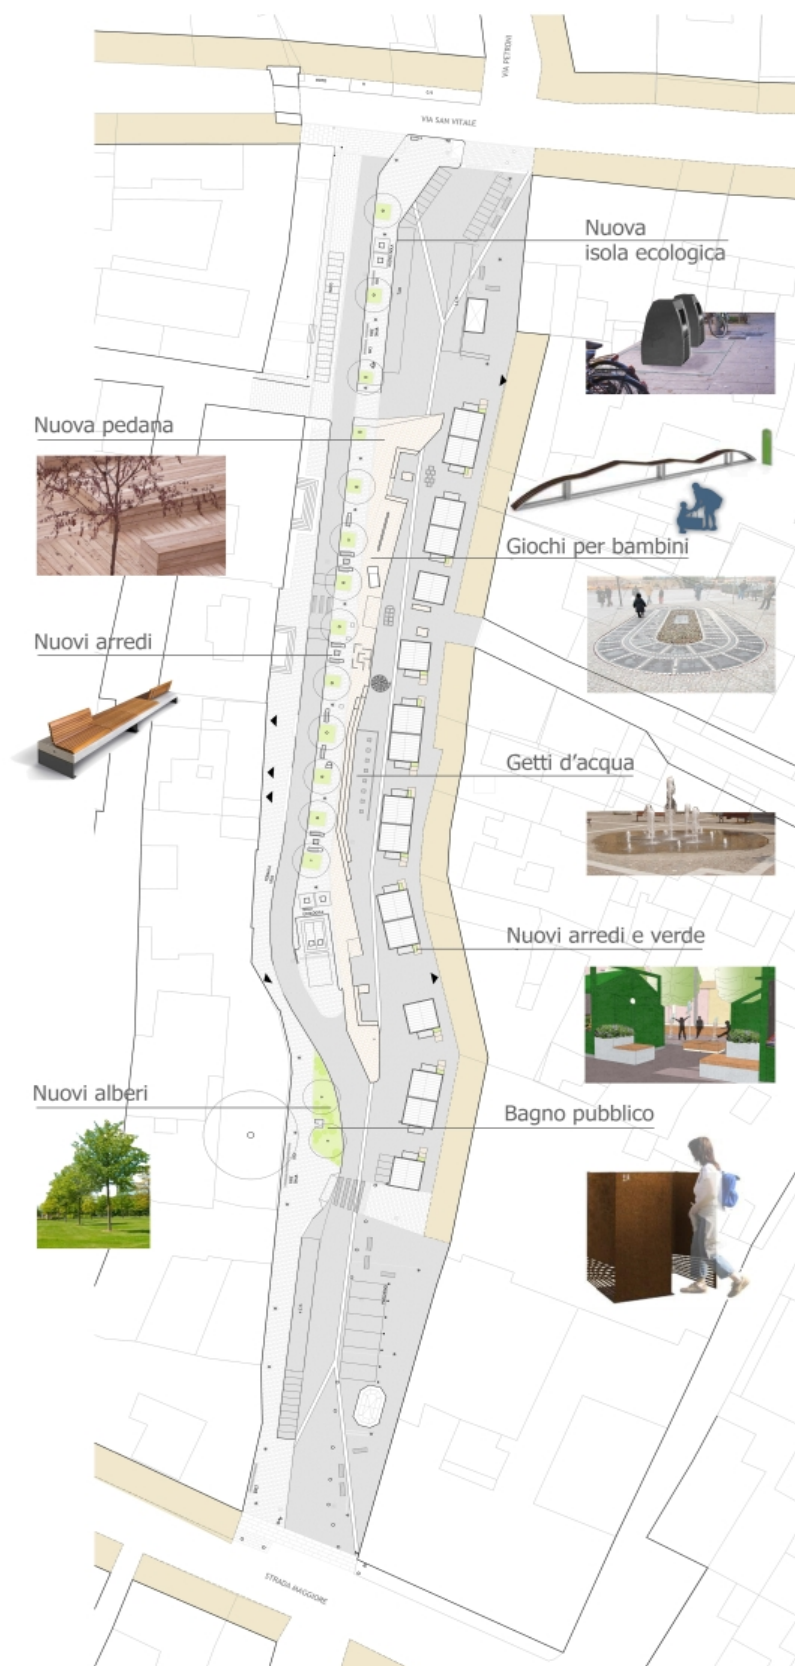 VIA PETRONI
VIA SAN VITALE
Nuova
isola ecologica
Nuova pedana
Giochi per bambini
Nuovi arredi
Getti d'acqua
Nuovi arredi e verde
Nuovi alberi
Bagno pubblico
STRADA MAGGIORE